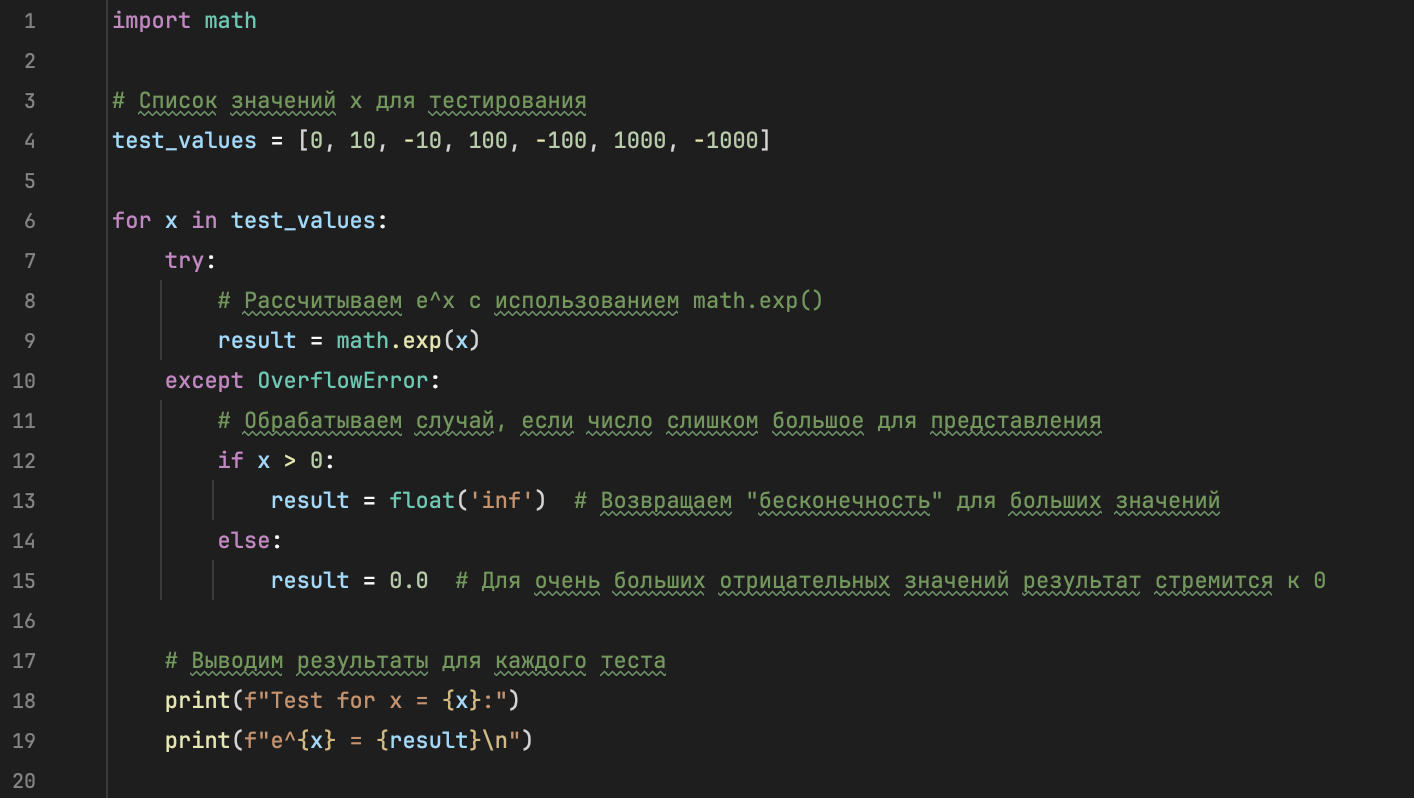 1 import math
2
3 # Список значений x для тестирования
4 test_values = [0, 10, -10, 100, -100, 1000, -1000]
5
6 for x in test_values:
7     try:
8         # Рассчитываем e^x с использованием math.exp()
9         result = math.exp(x)
10     except OverflowError:
11         # Обрабатываем случай, если число слишком большое для представления
12         if x > 0:
13             result = float('inf')  # Возвращаем "бесконечность" для больших значений
14         else:
15             result = 0.0  # Для очень больших отрицательных значений результат стремится к 0
16
17     # Выводим результаты для каждого теста
18     print(f"Test for x = {x}:")
19     print(f"e^{x} = {result}\n")
20